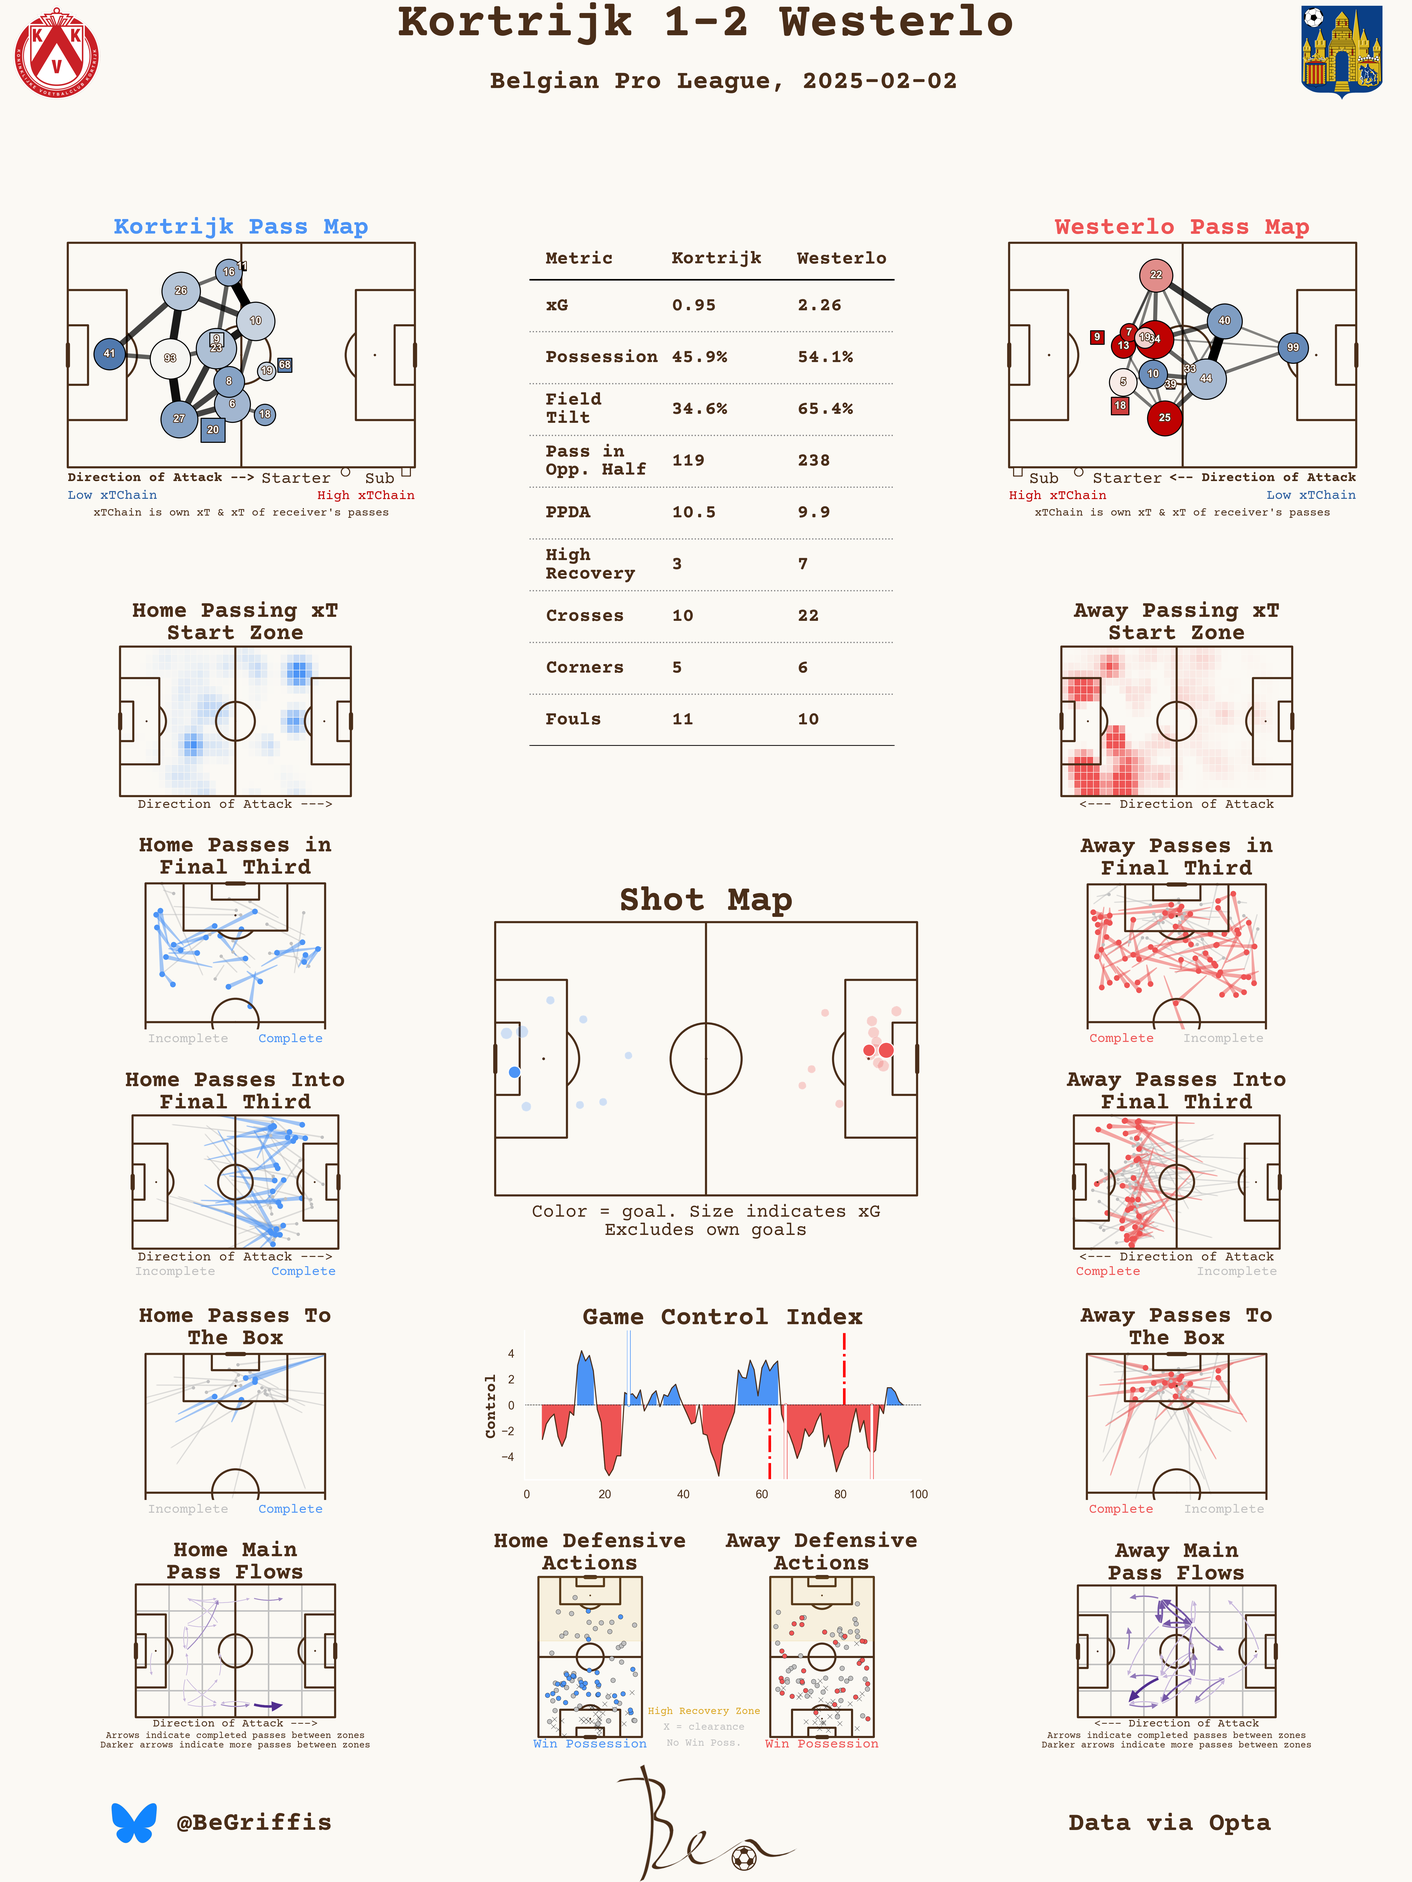 Kortrijk 1-2 Westerlo
Belgian Pro League, 2025-02-02
Kortrijk Pass Map
16 11
26
10
41
93
9
23
19
68
8
27
6
18
20
Direction of Attack --> Starter Sub
Low xTChain High xTChain
xTChain is own xT & xT of receiver's passes
Metric Kortrijk Westerlo
xG 0.95 2.26
Possession 45.9% 54.1%
Field
Tilt 34.6% 65.4%
Pass in
Opp. Half 119 238
PPDA 10.5 9.9
High
Recovery 3 7
Crosses 10 22
Corners 5 6
Fouls 11 10
Westerlo Pass Map
22
40
9
7
13
19
99
5
10
33
39
44
18
25
Sub Starter <-- Direction of Attack
High xTChain Low xTChain
xTChain is own xT & xT of receiver's passes
Home Passing xT
Start Zone
Direction of Attack --->
Away Passing xT
Start Zone
<--- Direction of Attack
Home Passes in
Final Third
Incomplete Complete
Shot Map
Color = goal. Size indicates xG
Excludes own goals
Away Passes in
Final Third
Complete Incomplete
Home Passes Into
Final Third
Direction of Attack --->
Incomplete Complete
Away Passes Into
Final Third
<--- Direction of Attack
Complete Incomplete
Home Passes To
The Box
Incomplete Complete
Game Control Index
Control
4
2
0
−2
−4
0 20 40 60 80 100
Away Passes To
The Box
Complete Incomplete
Home Main
Pass Flows
Direction of Attack --->
Arrows indicate completed passes between zones
Darker arrows indicate more passes between zones
Home Defensive
Actions
Win Possession
High Recovery Zone
X = clearance
No Win Poss.
Away Defensive
Actions
Win Possession
Away Main
Pass Flows
<--- Direction of Attack
Arrows indicate completed passes between zones
Darker arrows indicate more passes between zones
@BeGriffis
Ben
Data via Opta